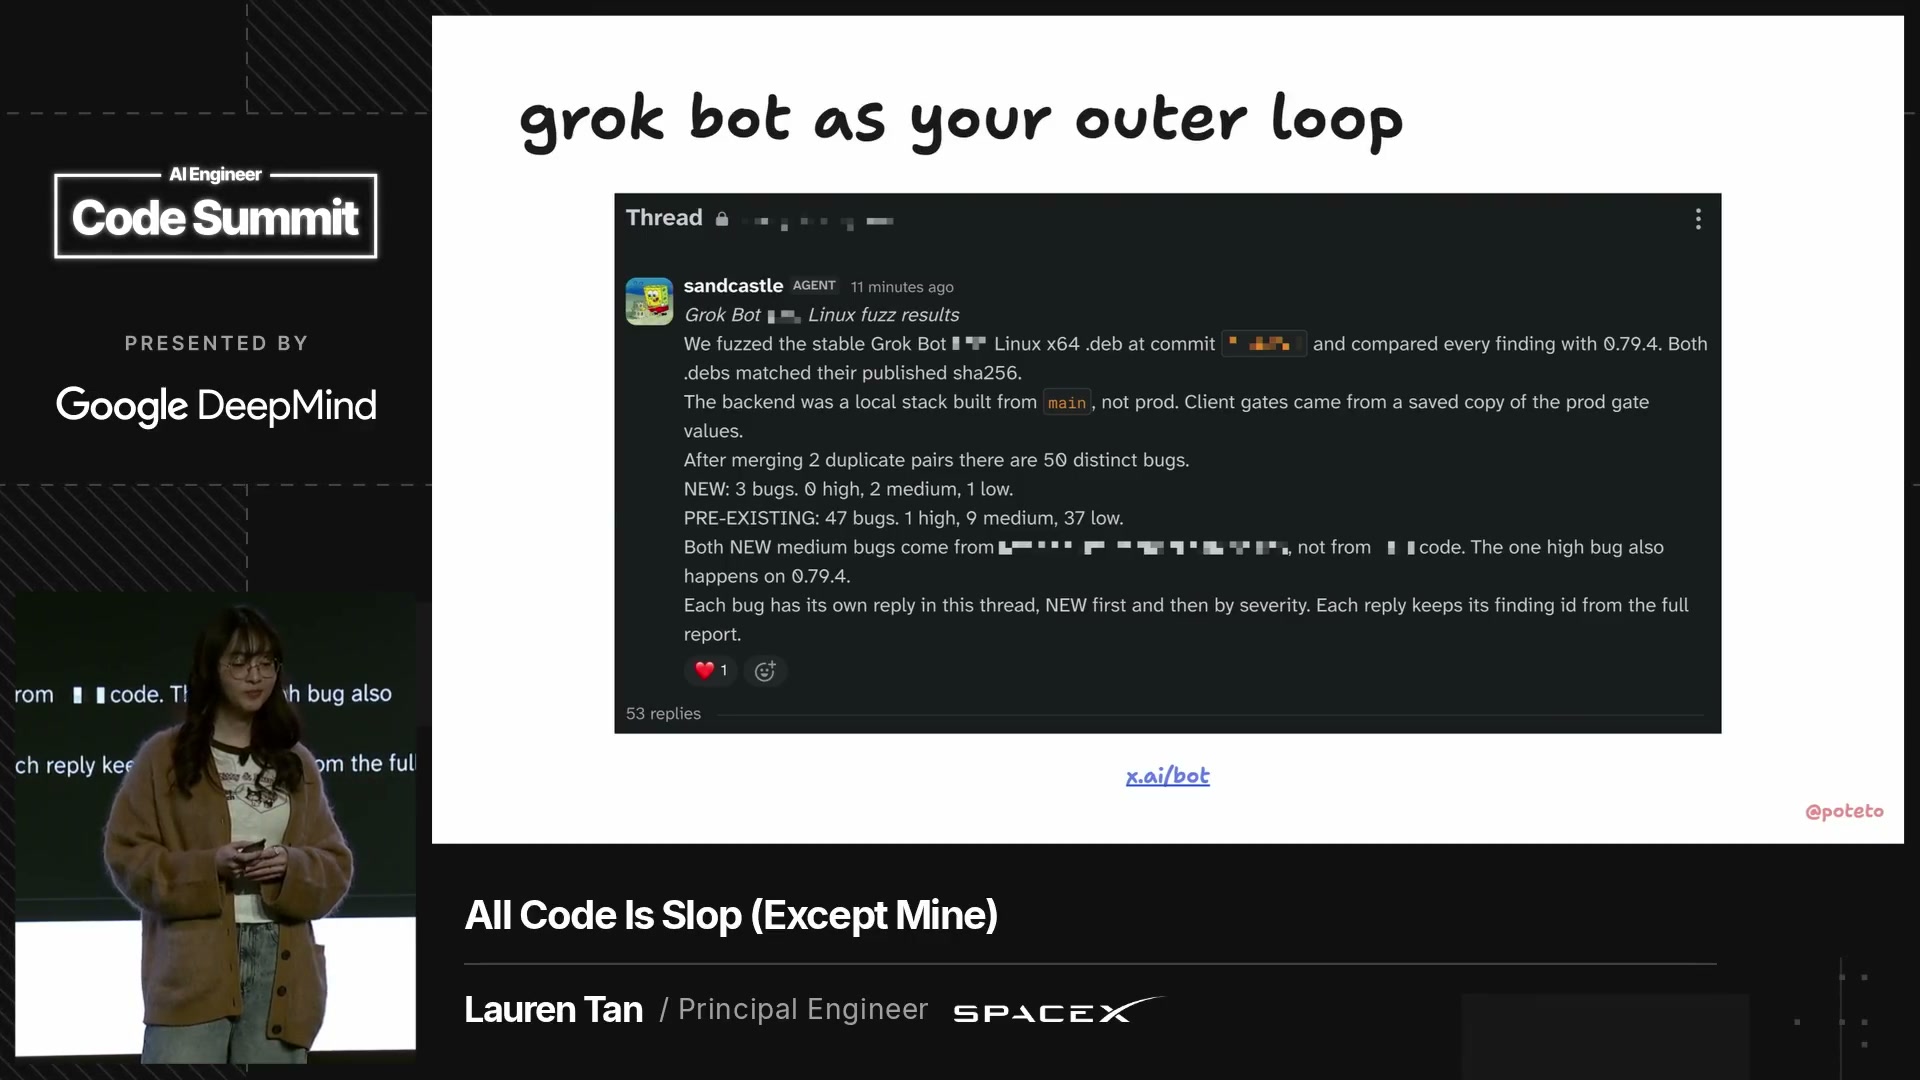 AI Engineer
Code Summit
PRESENTED BY
Google DeepMind
grok bot as your outer loop
Thread
sandcastle AGENT 11 minutes ago
Grok Bot Linux fuzz results
We fuzzed the stable Grok Bot Linux x64 .deb at commit and compared every finding with 0.79.4. Both
.debs matched their published sha256.
The backend was a local stack built from main, not prod. Client gates came from a saved copy of the prod gate
values.
After merging 2 duplicate pairs there are 50 distinct bugs.
NEW: 3 bugs. 0 high, 2 medium, 1 low.
PRE-EXISTING: 47 bugs. 1 high, 9 medium, 37 low.
Both NEW medium bugs come from , not from code. The one high bug also
happens on 0.79.4.
Each bug has its own reply in this thread, NEW first and then by severity. Each reply keeps its finding id from the full
report.
1
53 replies
x.ai/bot
@poteto
rom code. Th h bug also
ch reply kee om the full
All Code Is Slop (Except Mine)
Lauren Tan / Principal Engineer SPACEX